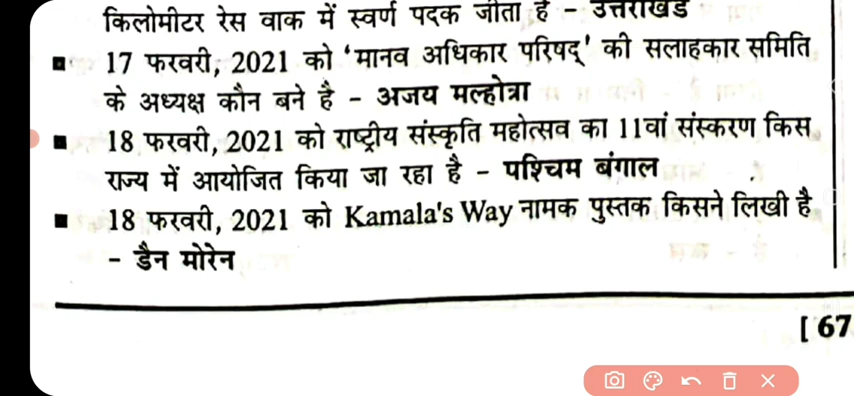 किलोमीटर रेस वाक में स्वर्ण पदक जीता है - उत्तराखंड
■ 17 फरवरी, 2021 को 'मानव अधिकार परिषद्' की सलाहकार समिति
के अध्यक्ष कौन बने है - अजय मल्होत्रा
■ 18 फरवरी, 2021 को राष्ट्रीय संस्कृति महोत्सव का 11वां संस्करण किस
राज्य में आयोजित किया जा रहा है - पश्चिम बंगाल
■ 18 फरवरी, 2021 को Kamala's Way नामक पुस्तक किसने लिखी है
- डैन मोरेन
[ 67